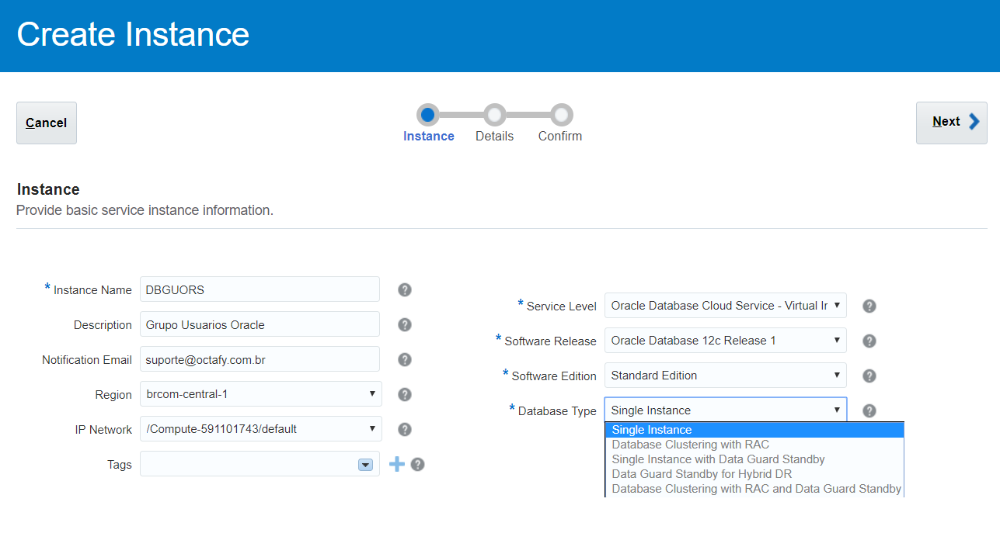 Create Instance
Cancel
Instance
Details
Confirm
Next
Instance
Provide basic service instance information.
* Instance Name DBGUORS
Description Grupo Usuarios Oracle
Notification Email suporte@octafy.com.br
Region brcom-central-1
IP Network /Compute-591101743/default
Tags
* Service Level Oracle Database Cloud Service - Virtual Ir
* Software Release Oracle Database 12c Release 1
* Software Edition Standard Edition
* Database Type Single Instance
Single Instance
Database Clustering with RAC
Single Instance with Data Guard Standby
Data Guard Standby for Hybrid DR
Database Clustering with RAC and Data Guard Standby